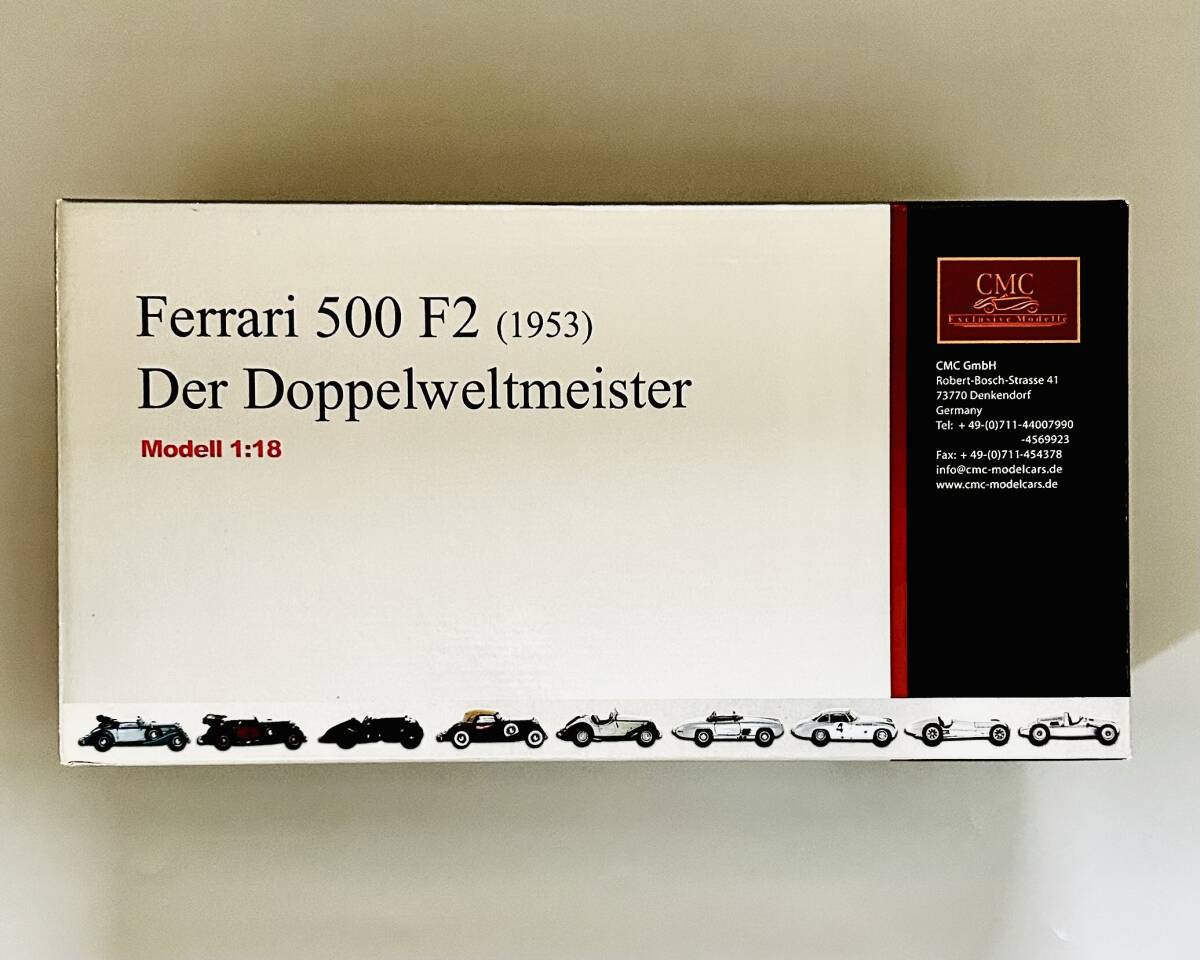 Ferrari 500 F2 (1953)
Der Doppelweltmeister
Modell 1:18
CMC
Exclusive Modelle
CMC GmbH
Robert-Bosch-Strasse 41
73770 Denkendorf
Germany
Tel: + 49-(0)711-44007990
-4569923
Fax: + 49-(0)711-454378
info@cmc-modelcars.de
www.cmc-modelcars.de
4